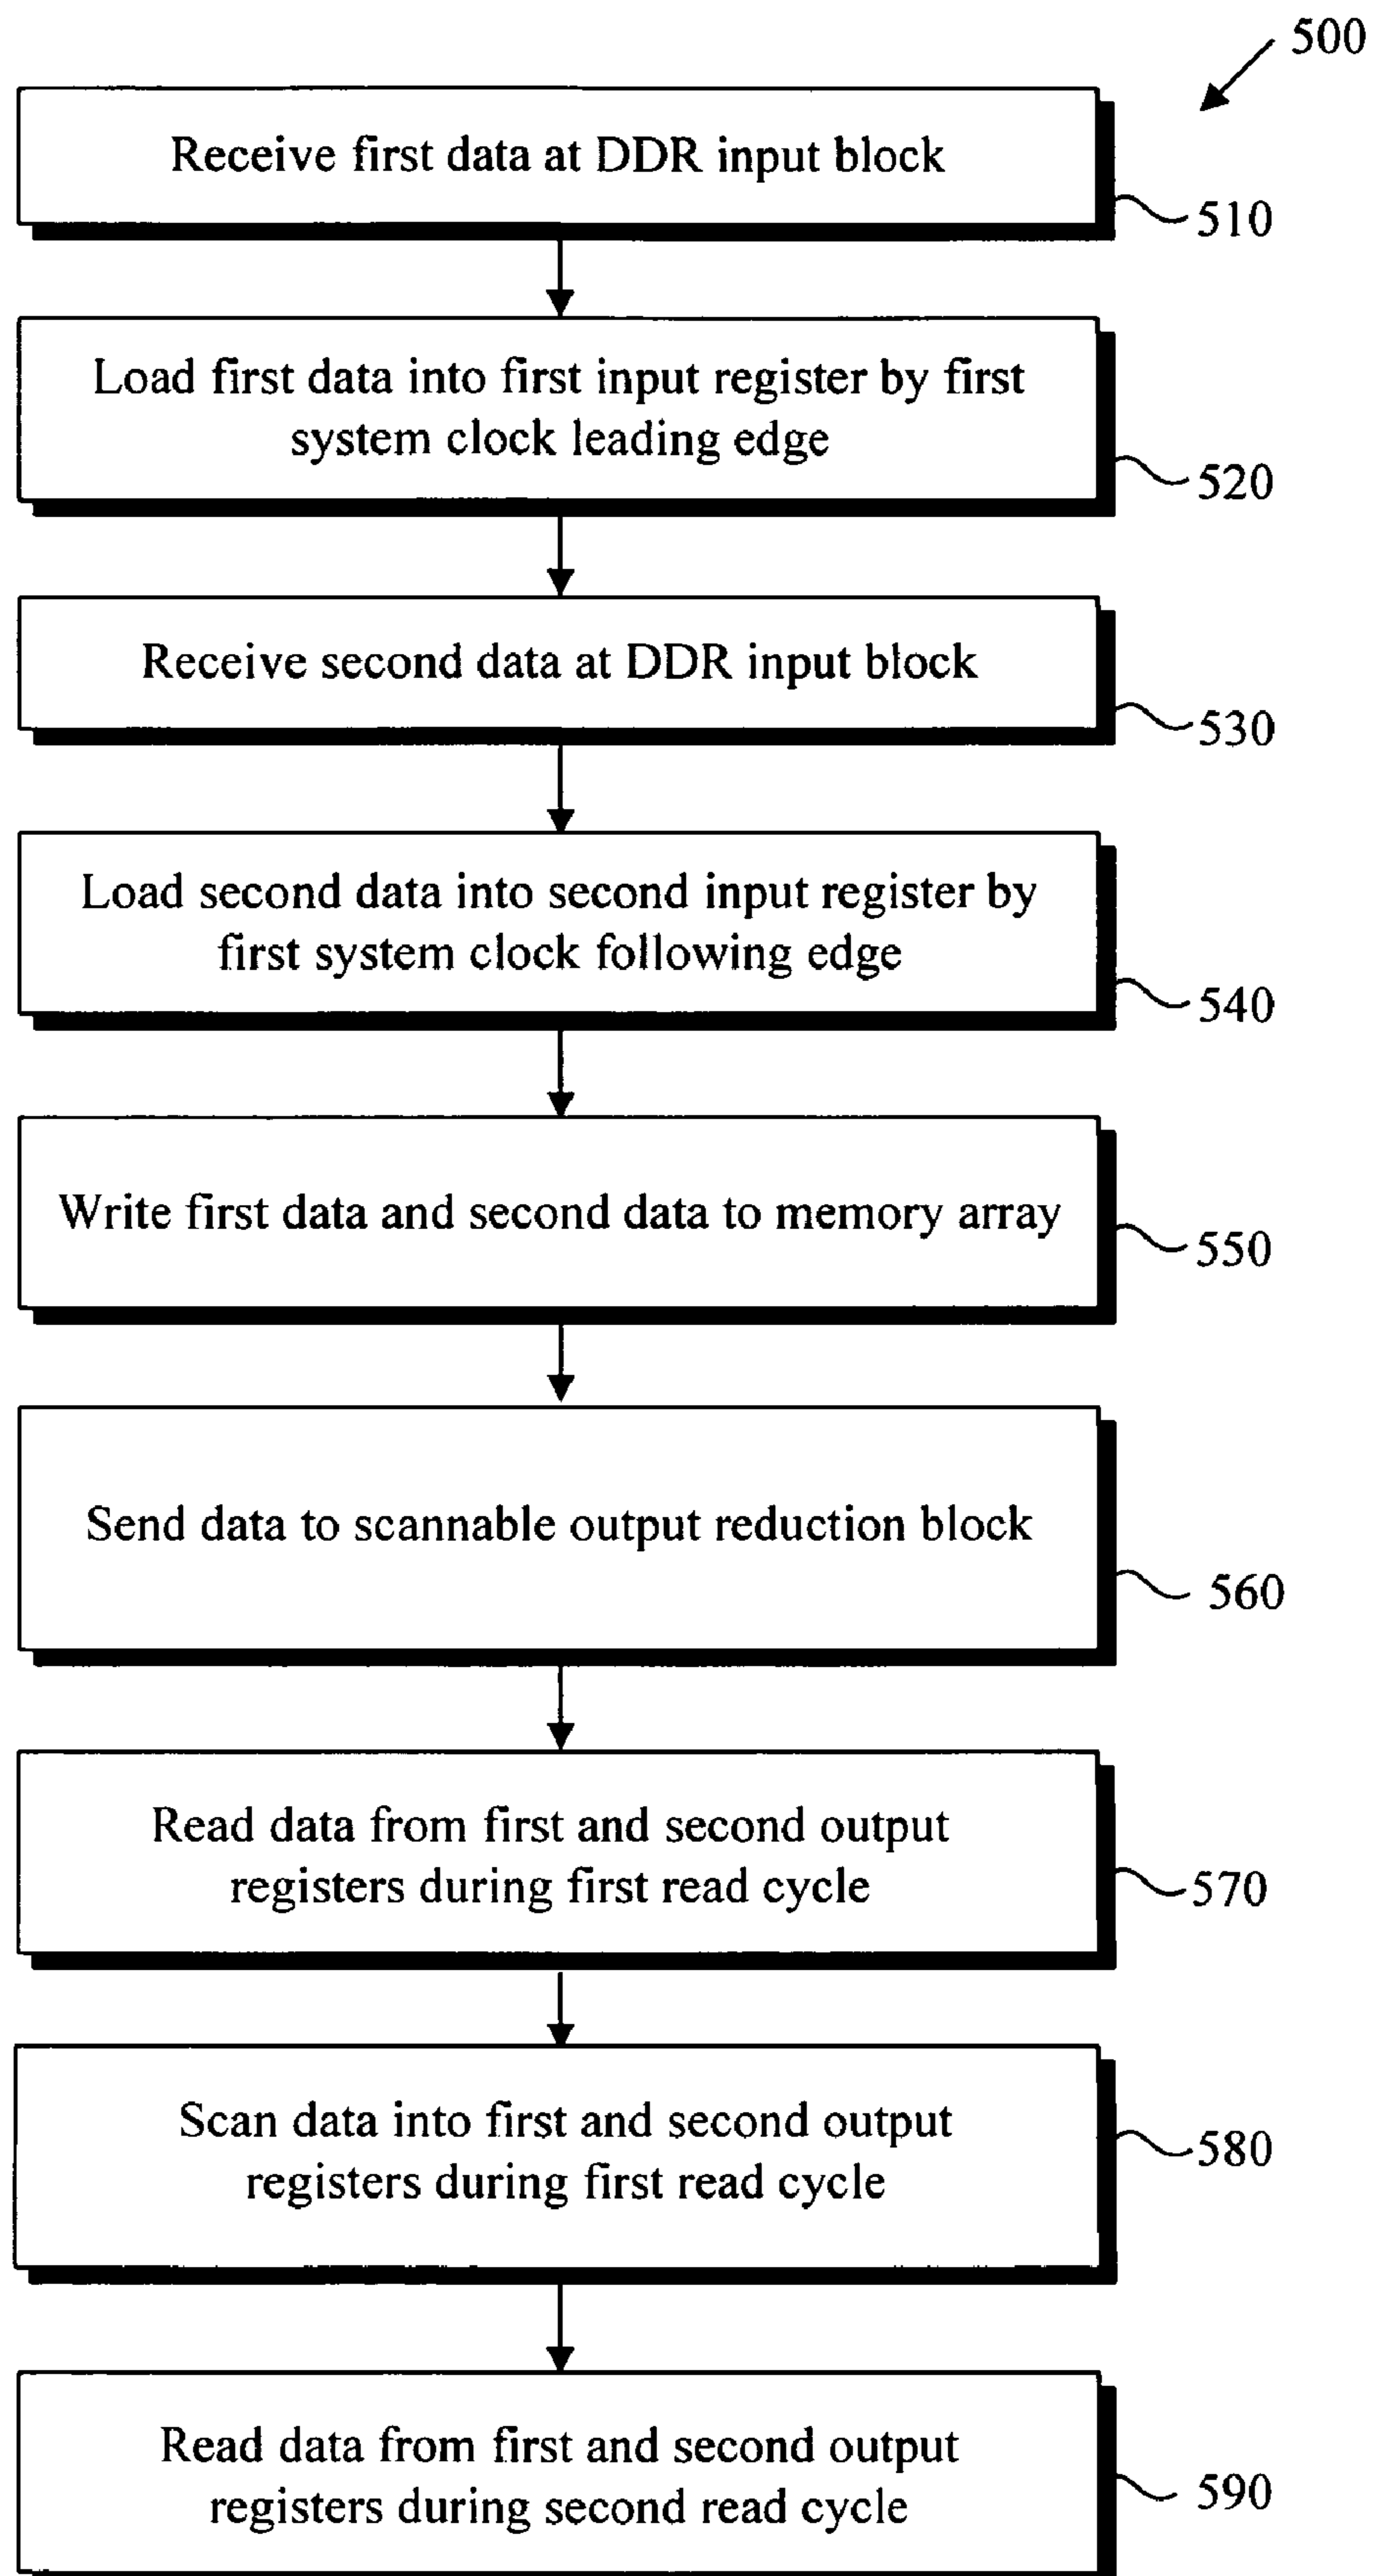 500
Receive first data at DDR input block
510
Load first data into first input register by first
system clock leading edge
520
Receive second data at DDR input block
530
Load second data into second input register by
first system clock following edge
540
Write first data and second data to memory array
550
Send data to scannable output reduction block
560
Read data from first and second output
registers during first read cycle
570
Scan data into first and second output
registers during first read cycle
580
Read data from first and second output
registers during second read cycle
590